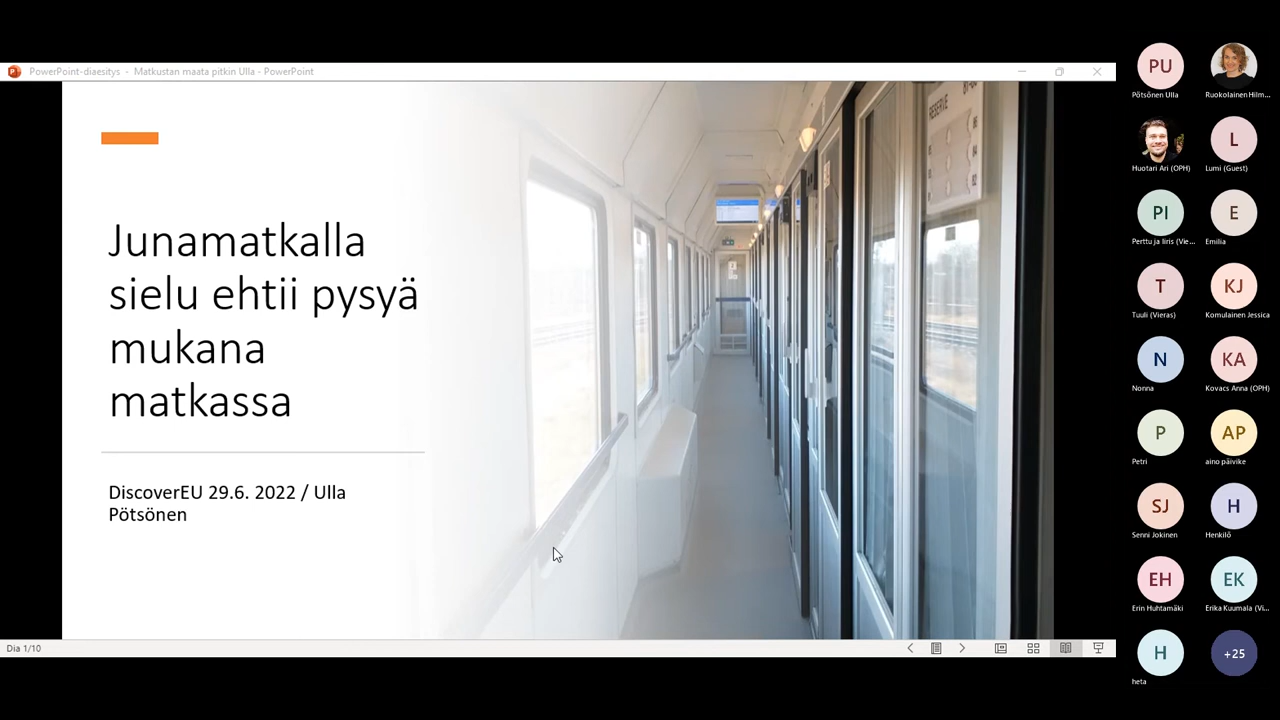 PowerPoint-diaesitys - Matkustan maata pitkin Ulla - PowerPoint
Junamatkalla
sielu ehtii pysyä
mukana
matkassa
DiscoverEU 29.6. 2022 / Ulla
Pötsönen
RESERVE
Dia 1/10
PU
Pötsönen Ulla
Ruokolainen Hilm...
Huotari Ari (OPH)
L
Lumi (Guest)
PI
Perttu ja Iiris (Vie...
E
Emilia
T
Tuuli (Vieras)
KJ
Komulainen Jessica
N
Nonna
KA
Kovacs Anna (OPH)
P
Petri
AP
aino päivike
SJ
Senni Jokinen
H
Henkilö
EH
Erin Huhtamäki
EK
Erika Kuumala (Vi...
H
heta
+25